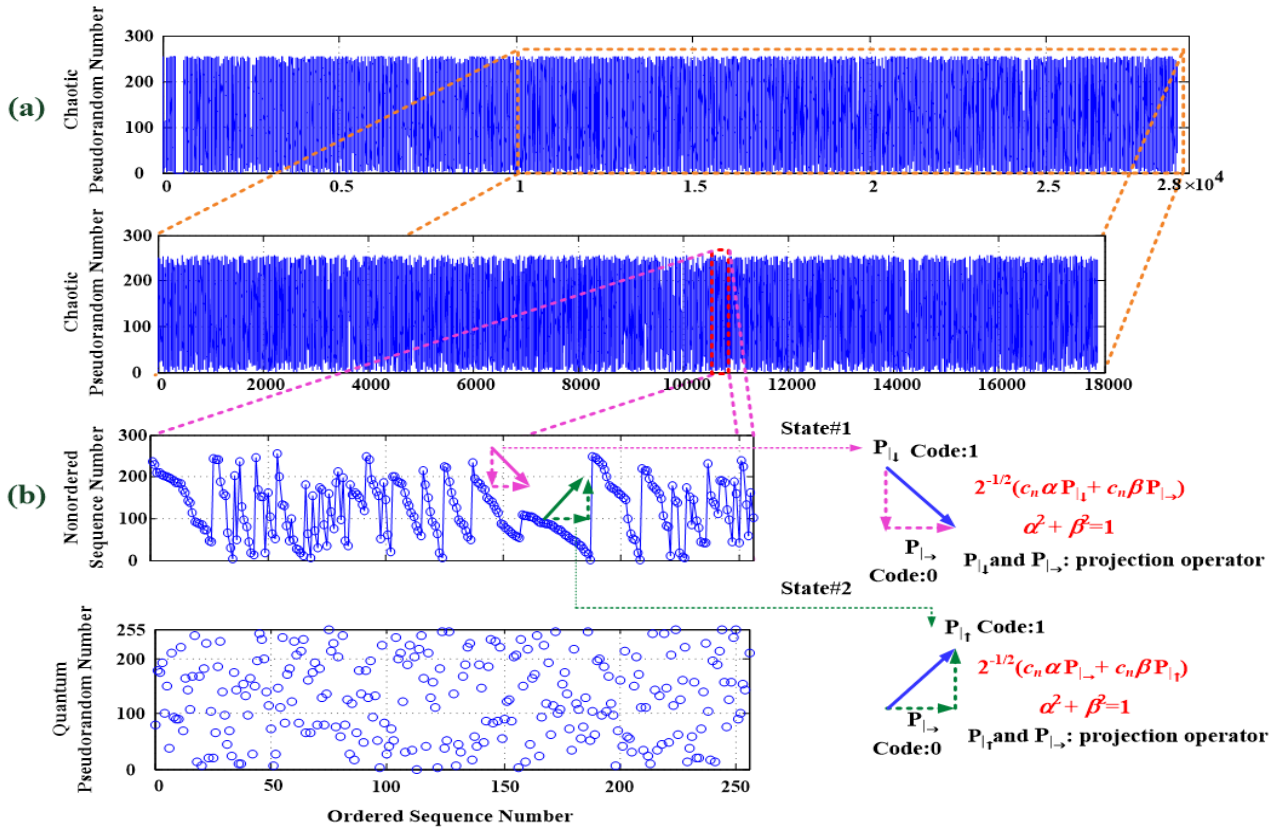 (a)
Chaotic
Pseudorandom Number
300
200
100
0
0
0.5
1
1.5
2
2.5
2.8 ×10⁴
Chaotic
Pseudorandom Number
300
200
100
0
0
2000
4000
6000
8000
10000
12000
14000
16000
18000
(b)
Nonordered
Sequence Number
300
200
100
0
State#1
P|↓ Code:1
2^-1/2(cₙ α P|↓ + cₙ β P|→)
α² + β²=1
P|→
Code:0
P|↓ and P|→: projection operator
State#2
Quantum
Pseudorandom Number
255
200
100
0
0
50
100
150
200
250
Ordered Sequence Number
P|↑ Code:1
2^-1/2(cₙ α P|→ + cₙ β P|↑)
α² + β²=1
P|→
Code:0
P|↑ and P|→: projection operator